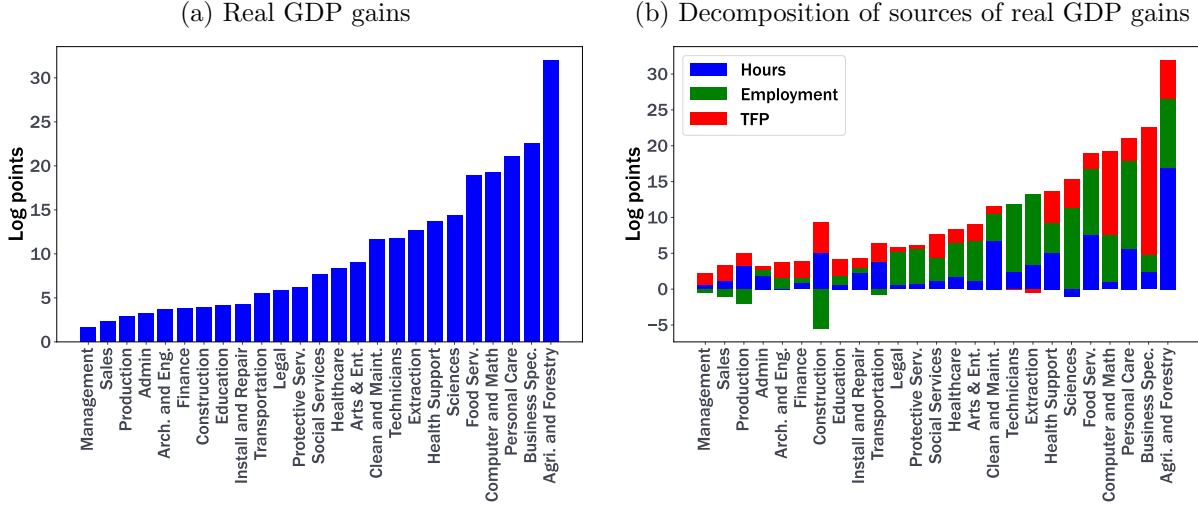 (a) Real GDP gains
Log points
30
25
20
15
10
5
0
Management
Sales
Production
Admin
Arch. and Eng.
Finance
Construction
Education
Install and Repair
Transportation
Legal
Protective Serv.
Social Services
Healthcare
Arts & Ent.
Clean and Maint.
Technicians
Extraction
Health Support
Sciences
Food Serv.
Computer and Math
Personal Care
Business Spec.
Agri. and Forestry
(b) Decomposition of sources of real GDP gains
Log points
30
25
20
15
10
5
0
−5
Hours
Employment
TFP
Management
Sales
Production
Admin
Arch. and Eng.
Finance
Construction
Education
Install and Repair
Transportation
Legal
Protective Serv.
Social Services
Healthcare
Arts & Ent.
Clean and Maint.
Technicians
Extraction
Health Support
Sciences
Food Serv.
Computer and Math
Personal Care
Business Spec.
Agri. and Forestry